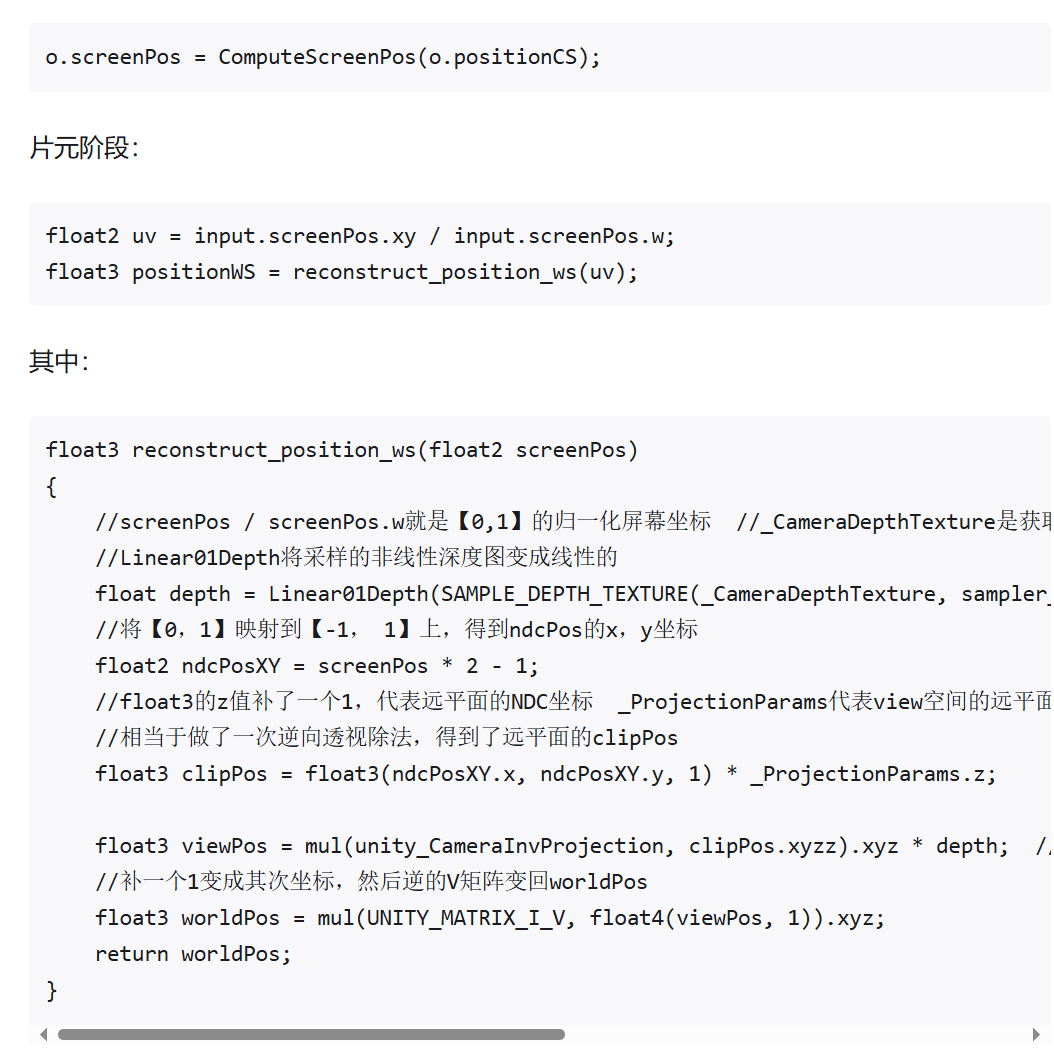 o.screenPos = ComputeScreenPos(o.positionCS);
片元阶段：
float2 uv = input.screenPos.xy / input.screenPos.w;
float3 positionWS = reconstruct_position_ws(uv);
其中：
float3 reconstruct_position_ws(float2 screenPos)
{
    //screenPos / screenPos.w就是【0,1】的归一化屏幕坐标  //_CameraDepthTexture是获取
    //Linear01Depth将采样的非线性深度图变成线性的
    float depth = Linear01Depth(SAMPLE_DEPTH_TEXTURE(_CameraDepthTexture, sampler_
    //将【0，1】映射到【-1， 1】上，得到ndcPos的x，y坐标
    float2 ndcPosXY = screenPos * 2 - 1;
    //float3的z值补了一个1，代表远平面的NDC坐标  _ProjectionParams代表view空间的远平面
    //相当于做了一次逆向透视除法，得到了远平面的clipPos
    float3 clipPos = float3(ndcPosXY.x, ndcPosXY.y, 1) * _ProjectionParams.z;
    float3 viewPos = mul(unity_CameraInvProjection, clipPos.xyzz).xyz * depth;  //
    //补一个1变成其次坐标，然后逆的V矩阵变回worldPos
    float3 worldPos = mul(UNITY_MATRIX_I_V, float4(viewPos, 1)).xyz;
    return worldPos;
}